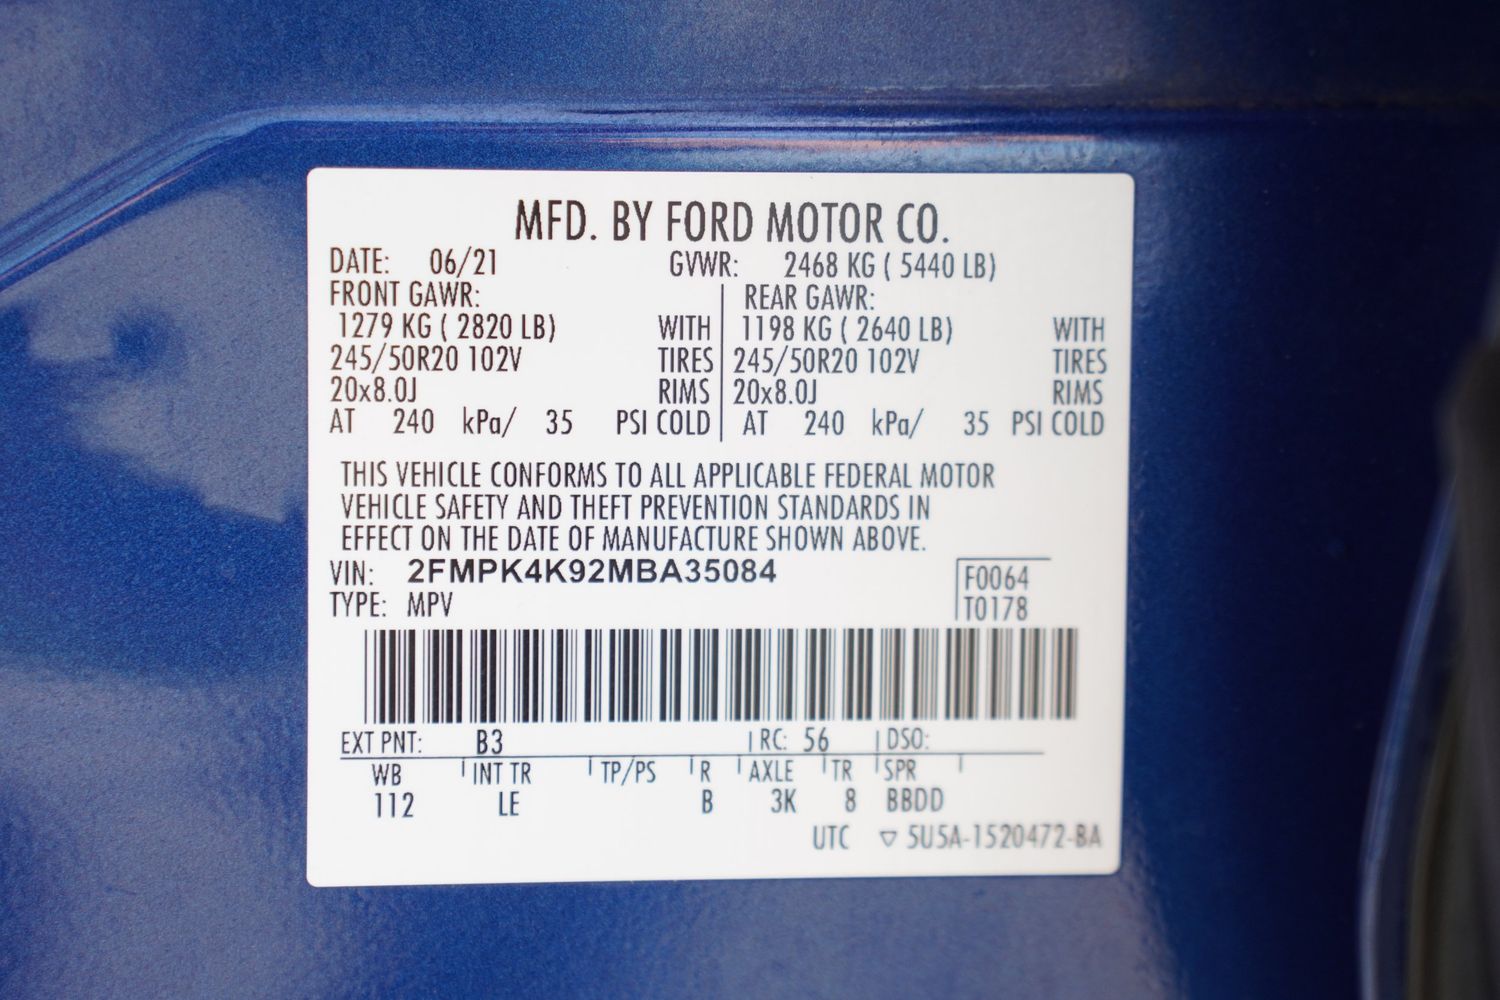 MFD. BY FORD MOTOR CO.
DATE: 06/21 GVWR: 2468 KG ( 5440 LB)
FRONT GAWR: REAR GAWR:
1279 KG ( 2820 LB) WITH 1198 KG ( 2640 LB) WITH
245/50R20 102V TIRES 245/50R20 102V TIRES
20x8.0J RIMS 20x8.0J RIMS
AT 240 kPa/ 35 PSI COLD AT 240 kPa/ 35 PSI COLD
THIS VEHICLE CONFORMS TO ALL APPLICABLE FEDERAL MOTOR
VEHICLE SAFETY AND THEFT PREVENTION STANDARDS IN
EFFECT ON THE DATE OF MANUFACTURE SHOWN ABOVE.
VIN: 2FMPK4K92MBA35084 F0064
TYPE: MPV T0178
EXT PNT: B3 RC: 56 DSO:
WB INT TR TP/PS R AXLE TR SPR
112 LE B 3K 8 BBDD
UTC ▽ 5U5A-1520472-BA